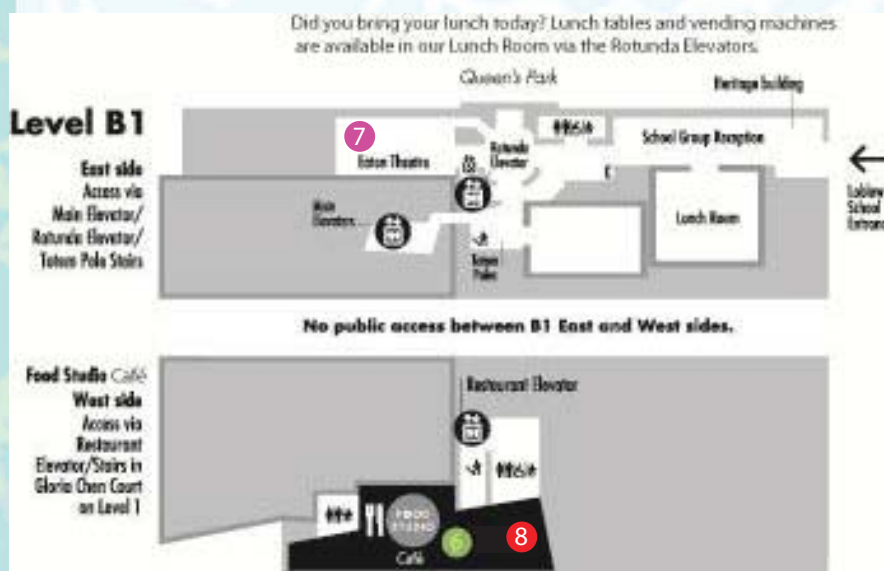 Did you bring your lunch today? Lunch tables and vending machines
are available in our Lunch Room via the Rotunda Elevators.
Queen's Park
Heritage building
Level B1
7
Eaton Theatre
Rotunda
Elevator
School Group Reception
East side
Access via
Main Elevator/
Rotunda Elevator/
Totem Pole Stairs
Main
Elevators
Totem
Poles
Lunch Room
School
No public access between B1 East and West sides.
Food Studio Café
West side
Access via
Restaurant
Elevator/Stairs in
Gloria Chen Court
on Level 1
Restaurant Elevator
FOOD
STUDIO
Café
6
8